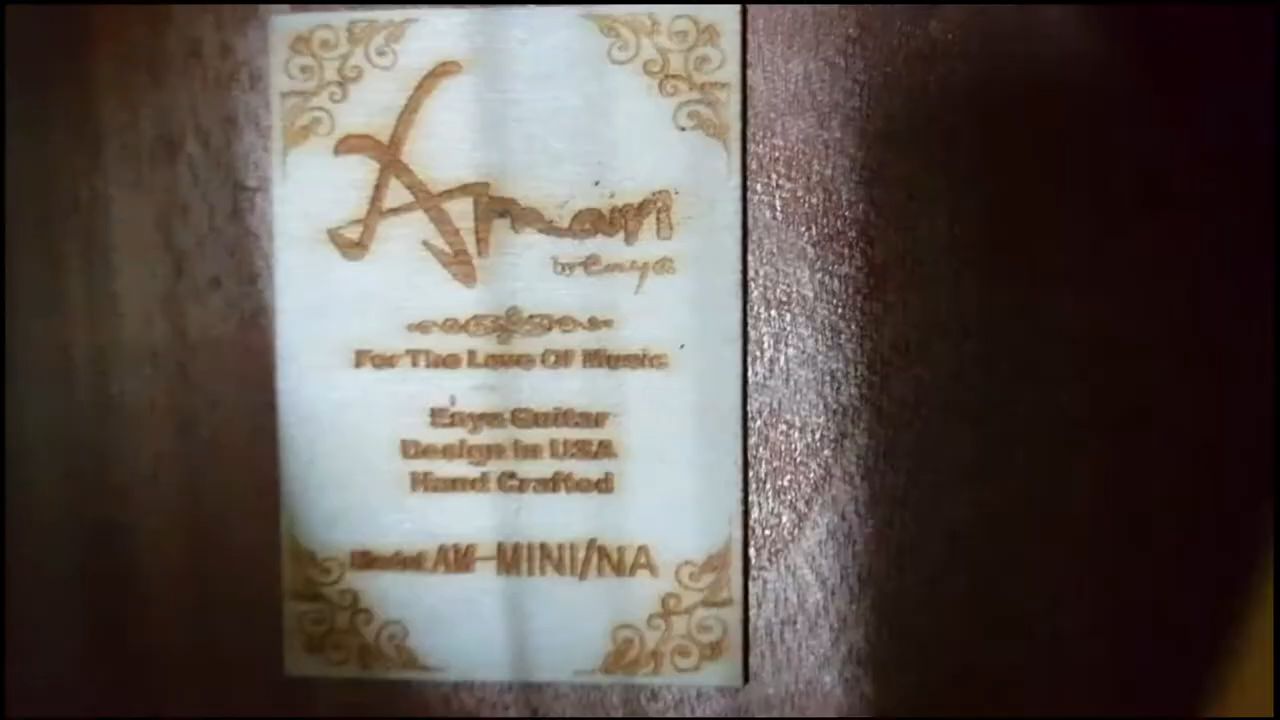 Amari
by enya
For The Love Of Music
Enya Guitar
Design in USA
Hand Crafted
Model AM-MINI/NA